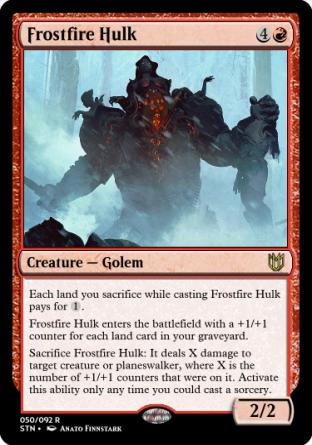 Frostfire Hulk 4
Creature — Golem
Each land you sacrifice while casting Frostfire Hulk
pays for 1.
Frostfire Hulk enters the battlefield with a +1/+1
counter for each land card in your graveyard.
Sacrifice Frostfire Hulk: It deals X damage to
target creature or planeswalker, where X is the
number of +1/+1 counters that were on it. Activate
this ability only any time you could cast a sorcery.
2/2
050/092 R
STN • Anato Finnstark